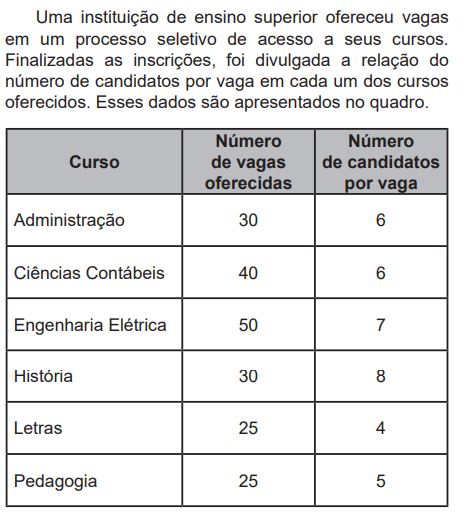 Uma instituição de ensino superior ofereceu vagas
em um processo seletivo de acesso a seus cursos.
Finalizadas as inscrições, foi divulgada a relação do
número de candidatos por vaga em cada um dos cursos
oferecidos. Esses dados são apresentados no quadro.
Curso Número de vagas oferecidas Número de candidatos por vaga
Administração 30 6
Ciências Contábeis 40 6
Engenharia Elétrica 50 7
História 30 8
Letras 25 4
Pedagogia 25 5